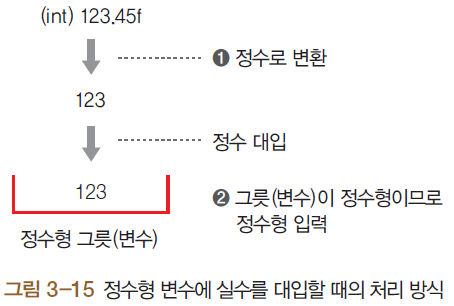 (int) 123.45f
❶ 정수로 변환
123
정수 대입
123
❷ 그릇(변수)이 정수형이므로
정수형 입력
정수형 그릇(변수)
그림 3-15 정수형 변수에 실수를 대입할 때의 처리 방식